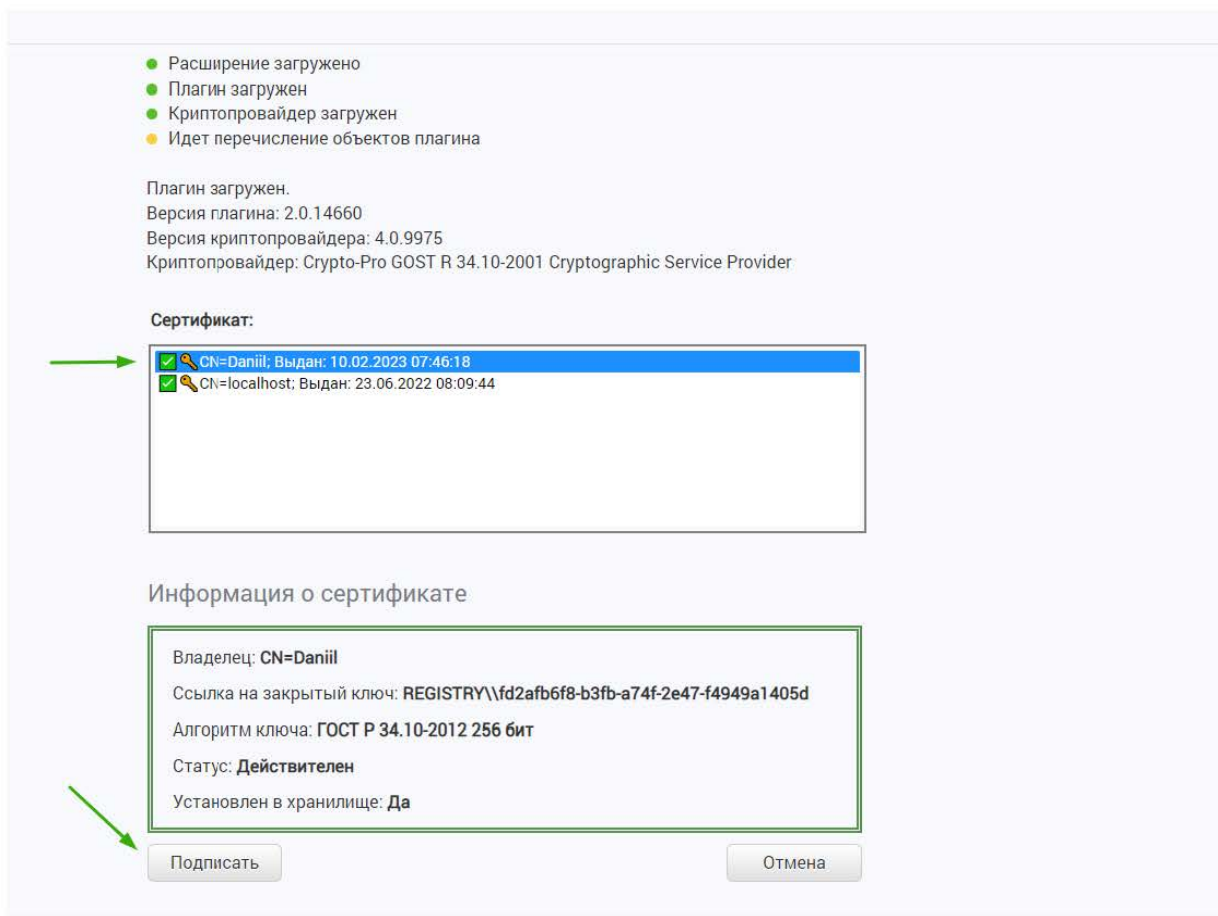 Расширение загружено
Плагин загружен
Криптопровайдер загружен
Идет перечисление объектов плагина
Плагин загружен.
Версия плагина: 2.0.14660
Версия криптопровайдера: 4.0.9975
Криптопровайдер: Crypto-Pro GOST R 34.10-2001 Cryptographic Service Provider
Сертификат:
CN=Daniil; Выдан: 10.02.2023 07:46:18
CN=localhost; Выдан: 23.06.2022 08:09:44
Информация о сертификате
Владелец: CN=Daniil
Ссылка на закрытый ключ: REGISTRY\\fd2afb6f8-b3fb-a74f-2e47-f4949a1405d
Алгоритм ключа: ГОСТ Р 34.10-2012 256 бит
Статус: Действителен
Установлен в хранилище: Да
Подписать Отмена